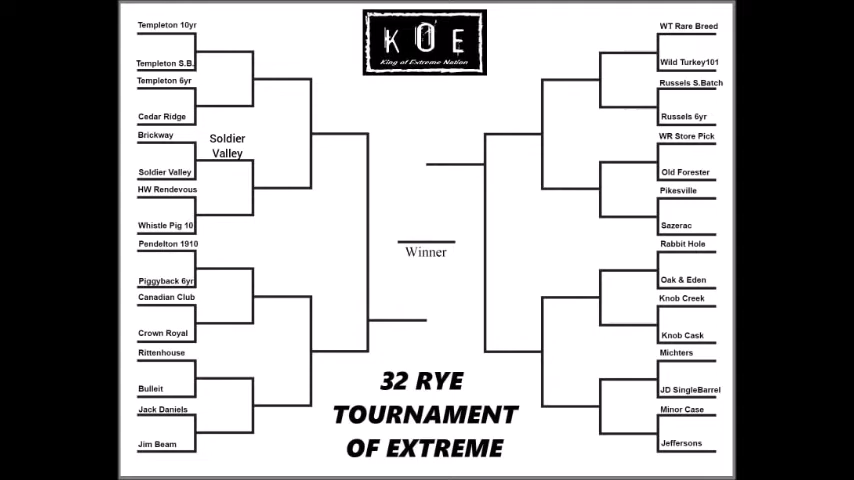 Templeton 10yr
Templeton S.B.
Templeton 6yr
Cedar Ridge
Brickway
Soldier
Valley
Soldier Valley
HW Rendevous
Whistle Pig 10
Pendelton 1910
Piggyback 6yr
Canadian Club
Crown Royal
Rittenhouse
Bulleit
Jack Daniels
Jim Beam
KOE
King of Extreme Nation
Winner
32 RYE
TOURNAMENT
OF EXTREME
WT Rare Breed
Wild Turkey101
Russels S.Batch
Russels 6yr
WR Store Pick
Old Forester
Pikesville
Sazerac
Rabbit Hole
Oak & Eden
Knob Creek
Knob Cask
Michters
JD SingleBarrel
Minor Case
Jeffersons